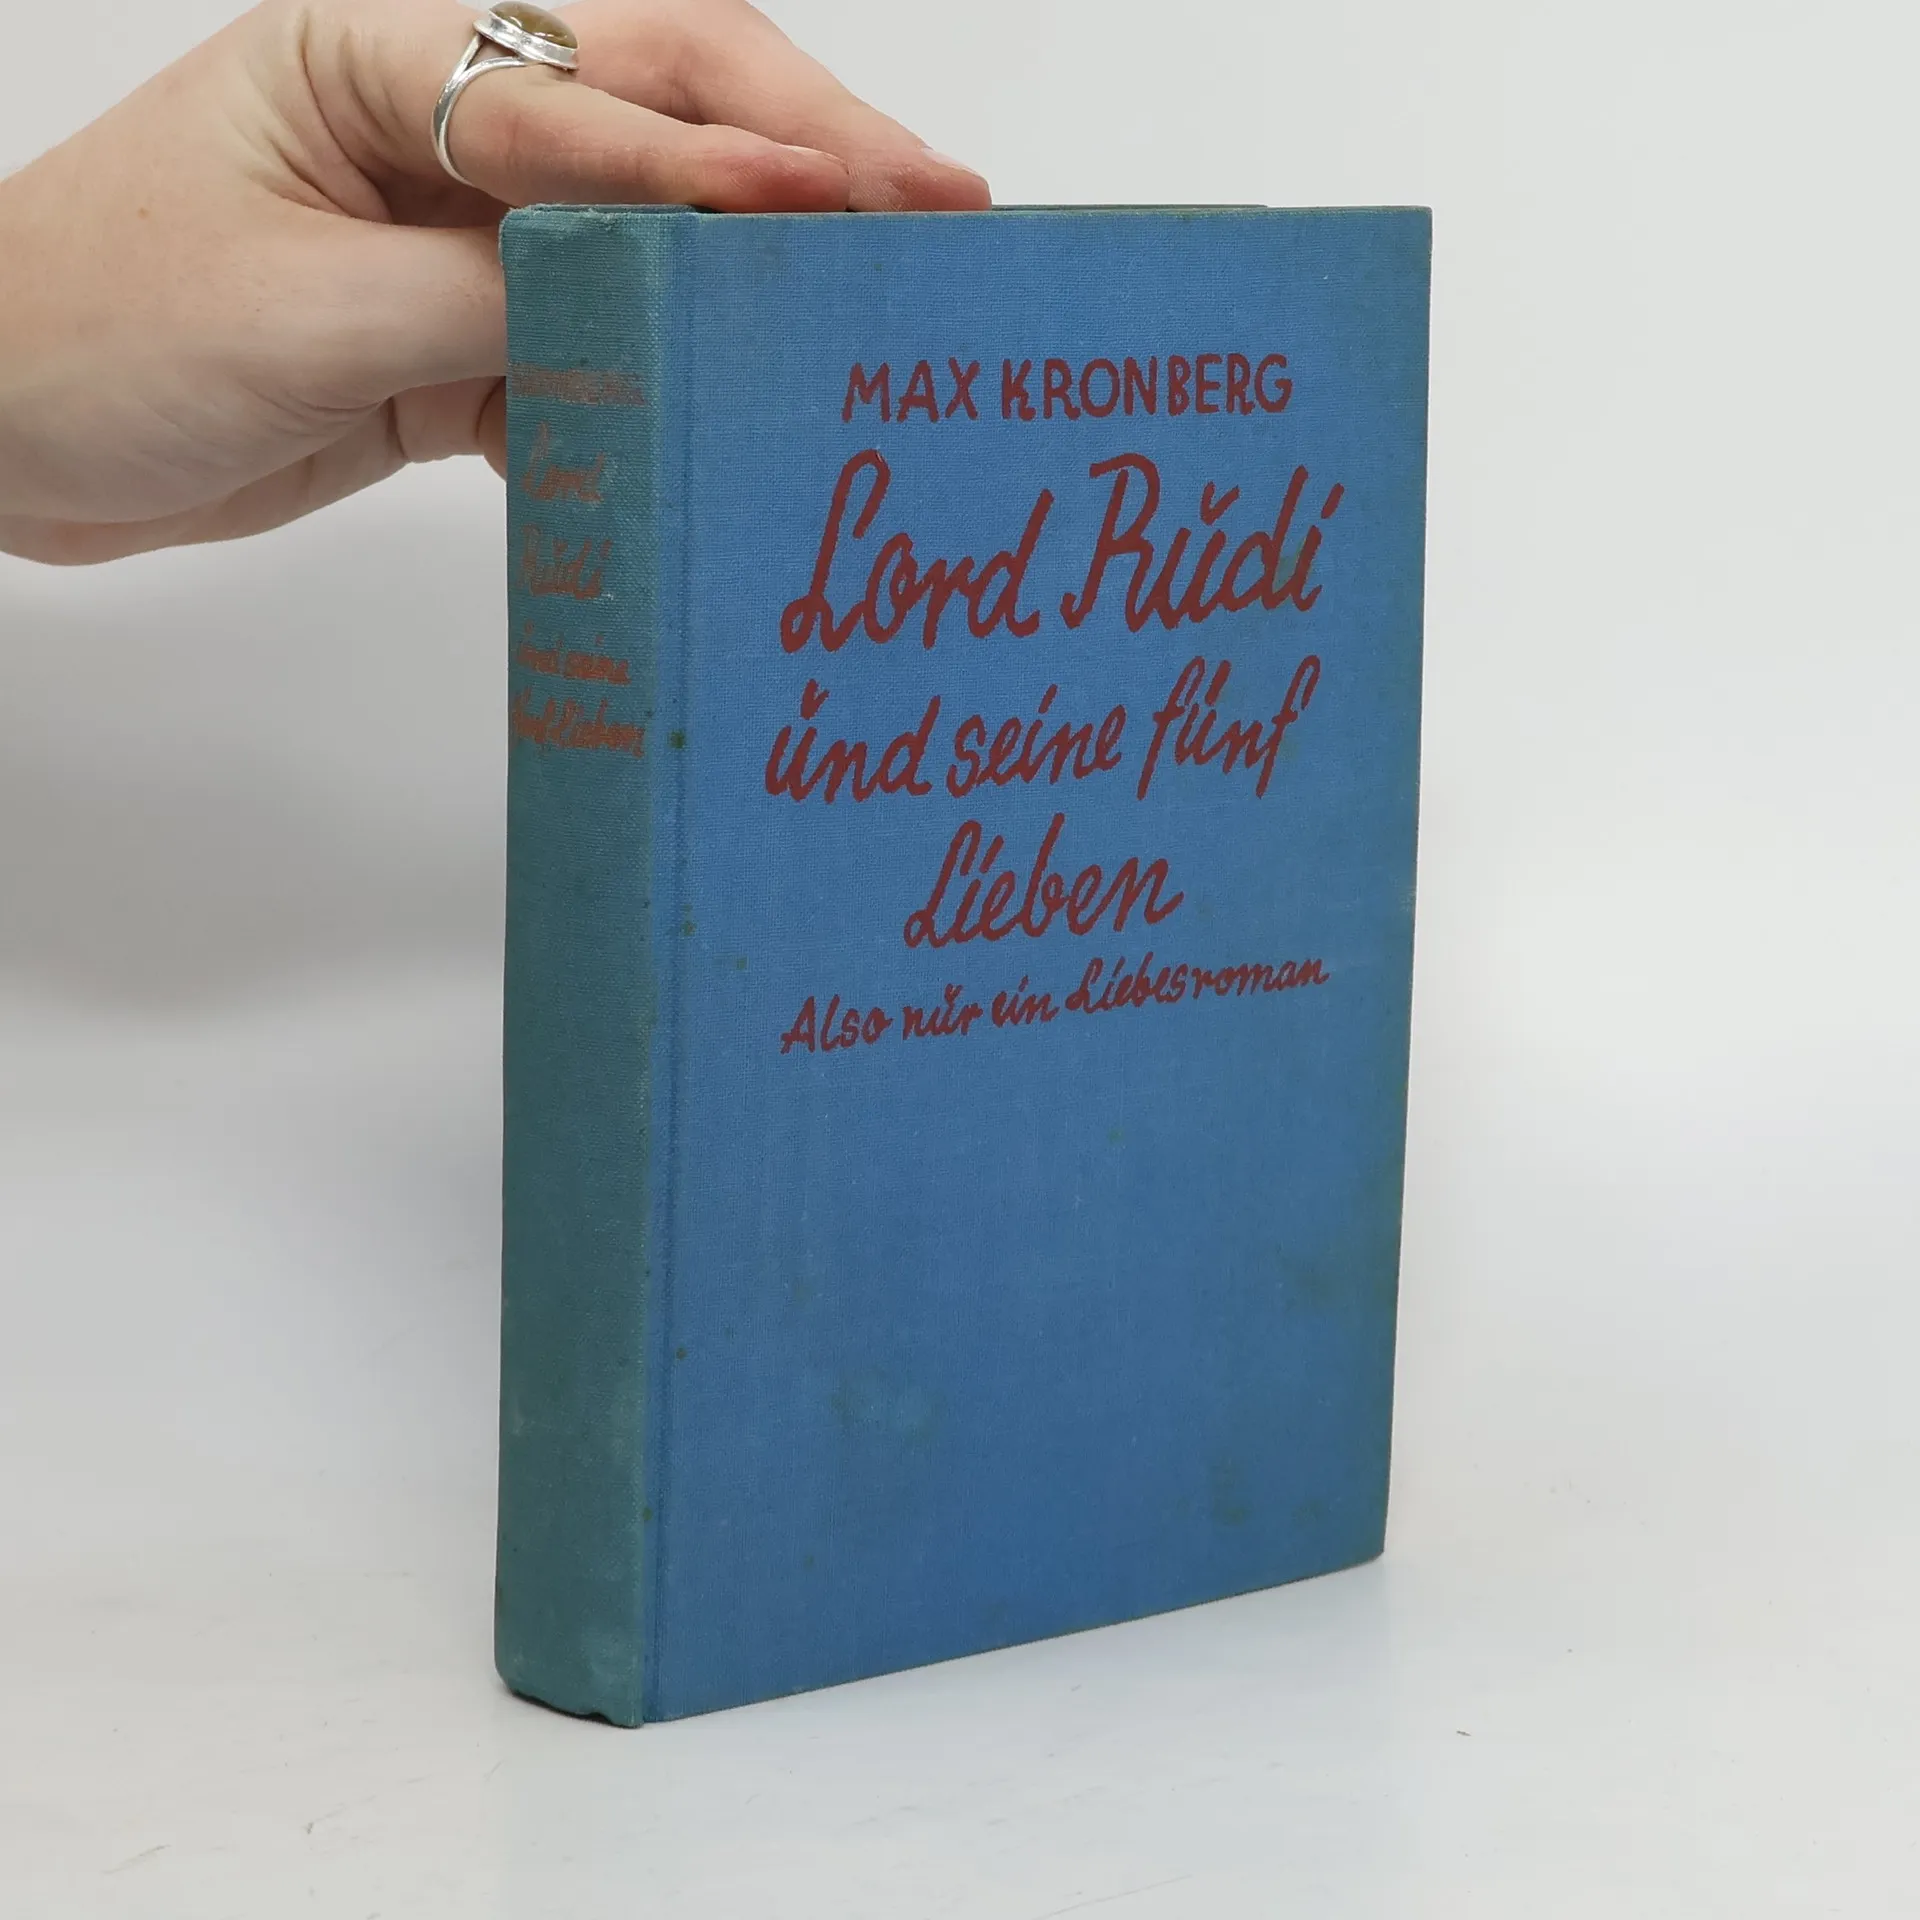 KRONBERG
Lord
Rudi
und seine
fünf Lieben
MAX KRONBERG
Lord Rudi
und seine fünf
Lieben
Also nur ein Liebesroman